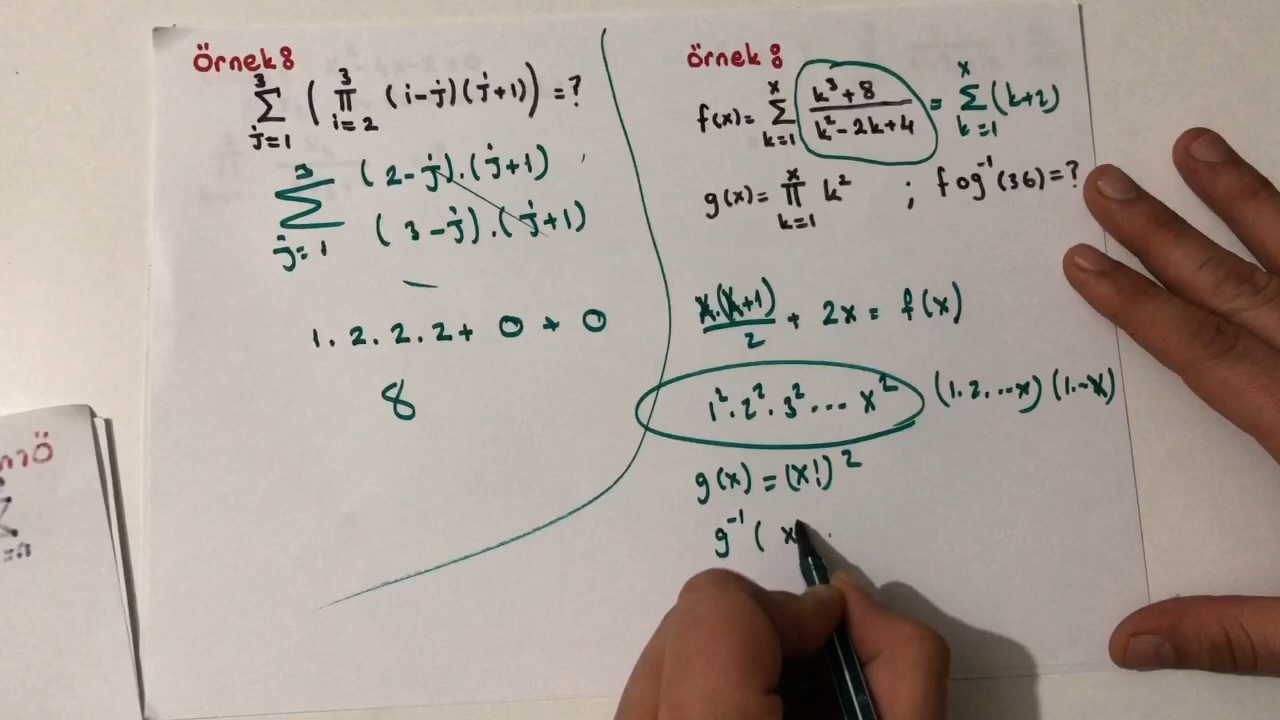 Örnek 8
3
∑ ( 3∏i=2 (i-j)(j+1)) = ?
j=1
3∑j=1 (2-j).(j+1)
(3-j).(j+1)
1.2.2.2+ 0 + 0
8
Örnek 8
f(x)= x∑k=1 k³+8 / k²-2k+4 = x∑k=1 (k+2)
g(x)= x∏k=1 k² ; fog⁻¹(36)=?
x.(x+1)/2 + 2x = f(x)
1².2².3²... x² (1.2....x)(1...x)
g(x) = (x!)²
g⁻¹( x